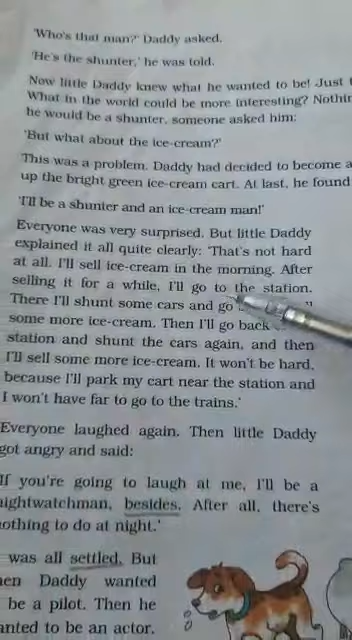 'Who's that man?' Daddy asked.
'He's the shunter,' he was told.
Now little Daddy knew what he wanted to be! Just
What in the world could be more interesting?
he would be a shunter, someone asked him:
'But what about the ice-cream?'
This was a problem. Daddy had decided to become a
up the bright green ice-cream cart. At last, he found
'I'll be a shunter and an ice-cream man!'
Everyone was very surprised. But little Daddy
explained it all quite clearly: 'That's not hard
at all. I'll sell ice-cream in the morning. After
selling it for a while, I'll go to the station.
There I'll shunt some cars and go
some more ice-cream. Then I'll go back
station and shunt the cars again, and then
I'll sell some more ice-cream. It won't be hard,
because I'll park my cart near the station and
I won't have far to go to the trains.'
Everyone laughed again. Then little Daddy
got angry and said:
If you're going to laugh at me, I'll be a
nightwatchman, besides. After all, there's
nothing to do at night.'
was all settled. But
Daddy wanted
be a pilot. Then he
wanted to be an actor.